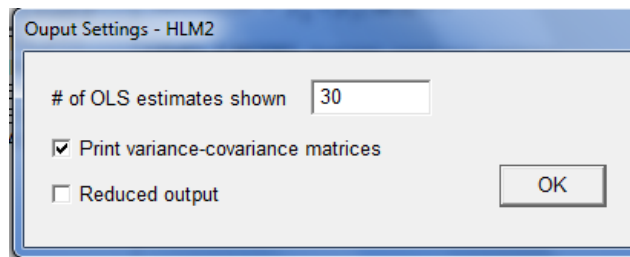 Ouput Settings - HLM2
# of OLS estimates shown 30
Print variance-covariance matrices
Reduced output
OK